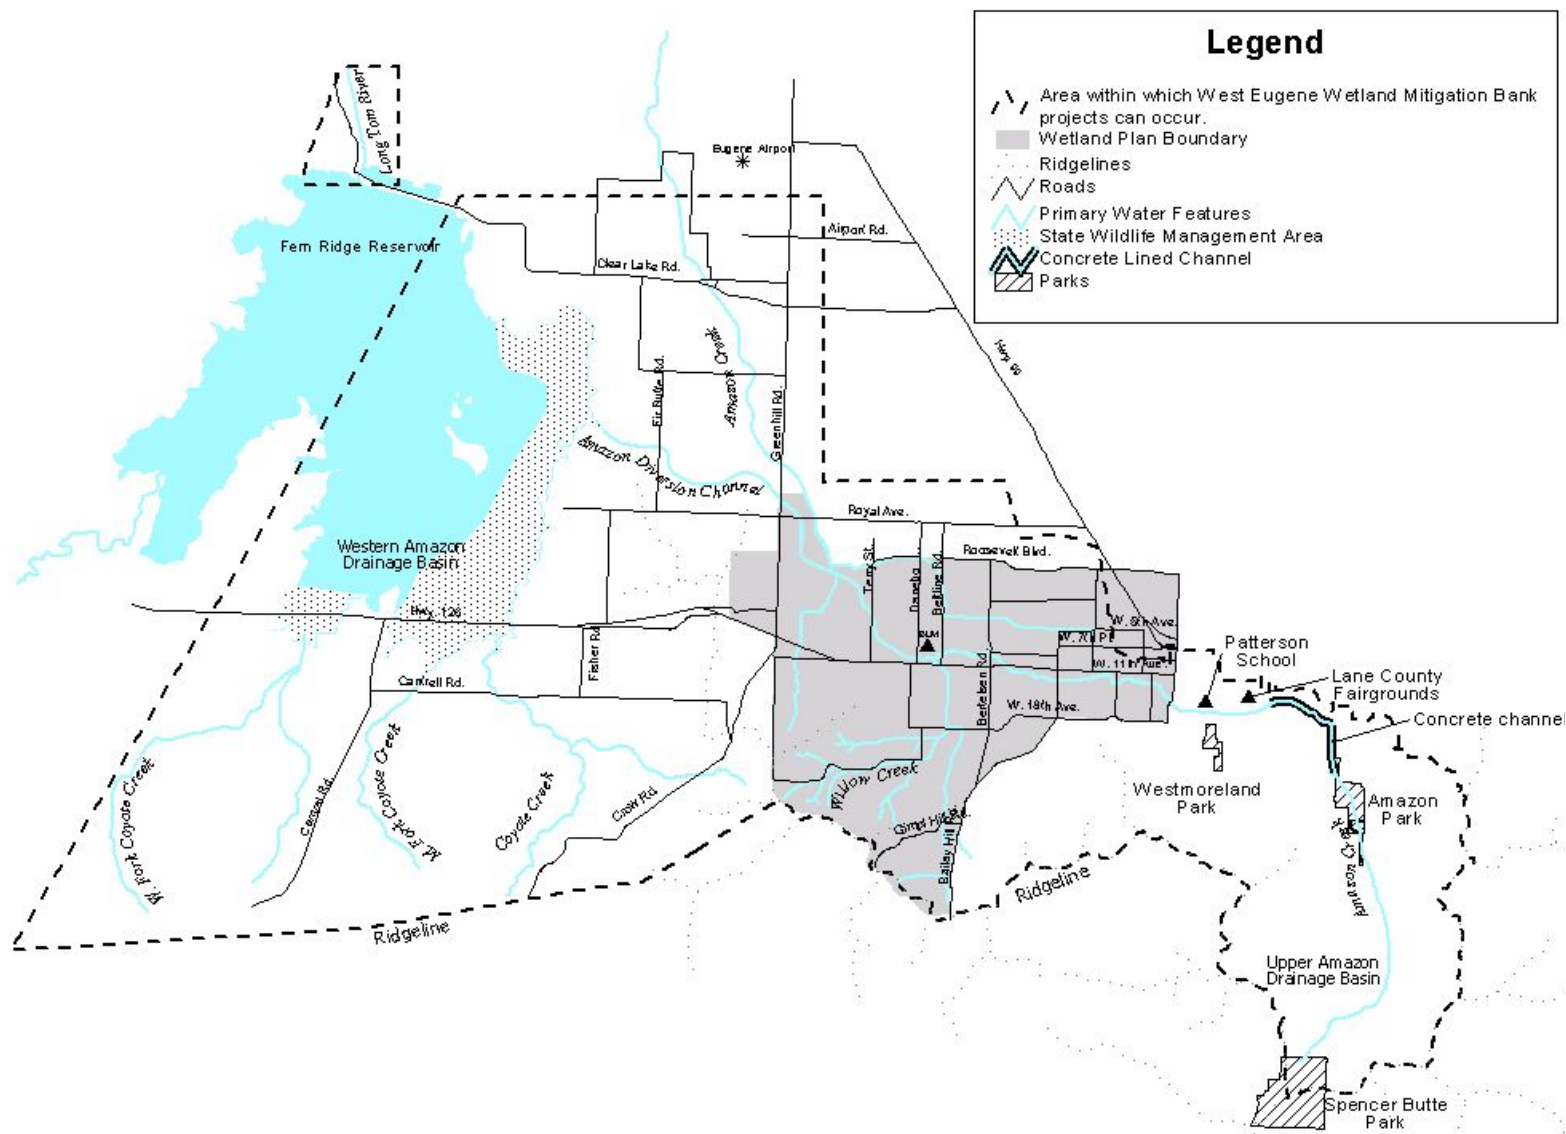 Legend
Area within which West Eugene Wetland Mitigation Bank
projects can occur.
Wetland Plan Boundary
Ridgelines
Roads
Primary Water Features
State Wildlife Management Area
Concrete Lined Channel
Parks
Long Tom River
Eugene Airport
Fern Ridge Reservoir
Airport Rd.
Clear Lake Rd.
Hwy. 99
Amazon Creek
Fir Butte Rd.
Greenhill Rd.
Amazon Diversion Channel
Royal Ave.
Western Amazon
Drainage Basin
Roosevelt Blvd.
Terry St.
Danebo
Beltline Rd.
Hwy. 126
BLM
W. 7th Pl.
W. 11th Ave.
Fisher Rd.
Cantrell Rd.
Bertelsen Rd.
W. 18th Ave.
Patterson
School
Lane County
Fairgrounds
Concrete channel
W. Fork Coyote Creek
M. Fork Coyote Creek
Coyote Creek
Crow Rd.
Willow Creek
Westmoreland
Park
Amazon
Park
Bailey Hill
Ridgeline
Ridgeline
Amazon Creek
Upper Amazon
Drainage Basin
Spencer Butte
Park